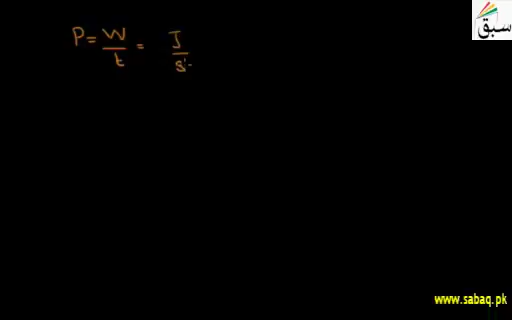 P = W/t = J/s
سبق
www.sabaq.pk